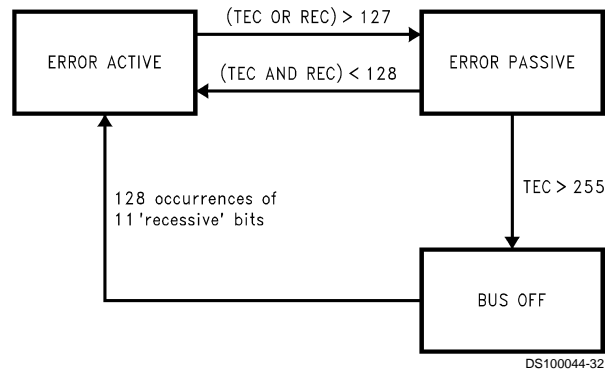 (TEC OR REC) > 127
ERROR ACTIVE
ERROR PASSIVE
(TEC AND REC) < 128
TEC > 255
128 occurrences of
11 'recessive' bits
BUS OFF
DS100044-32